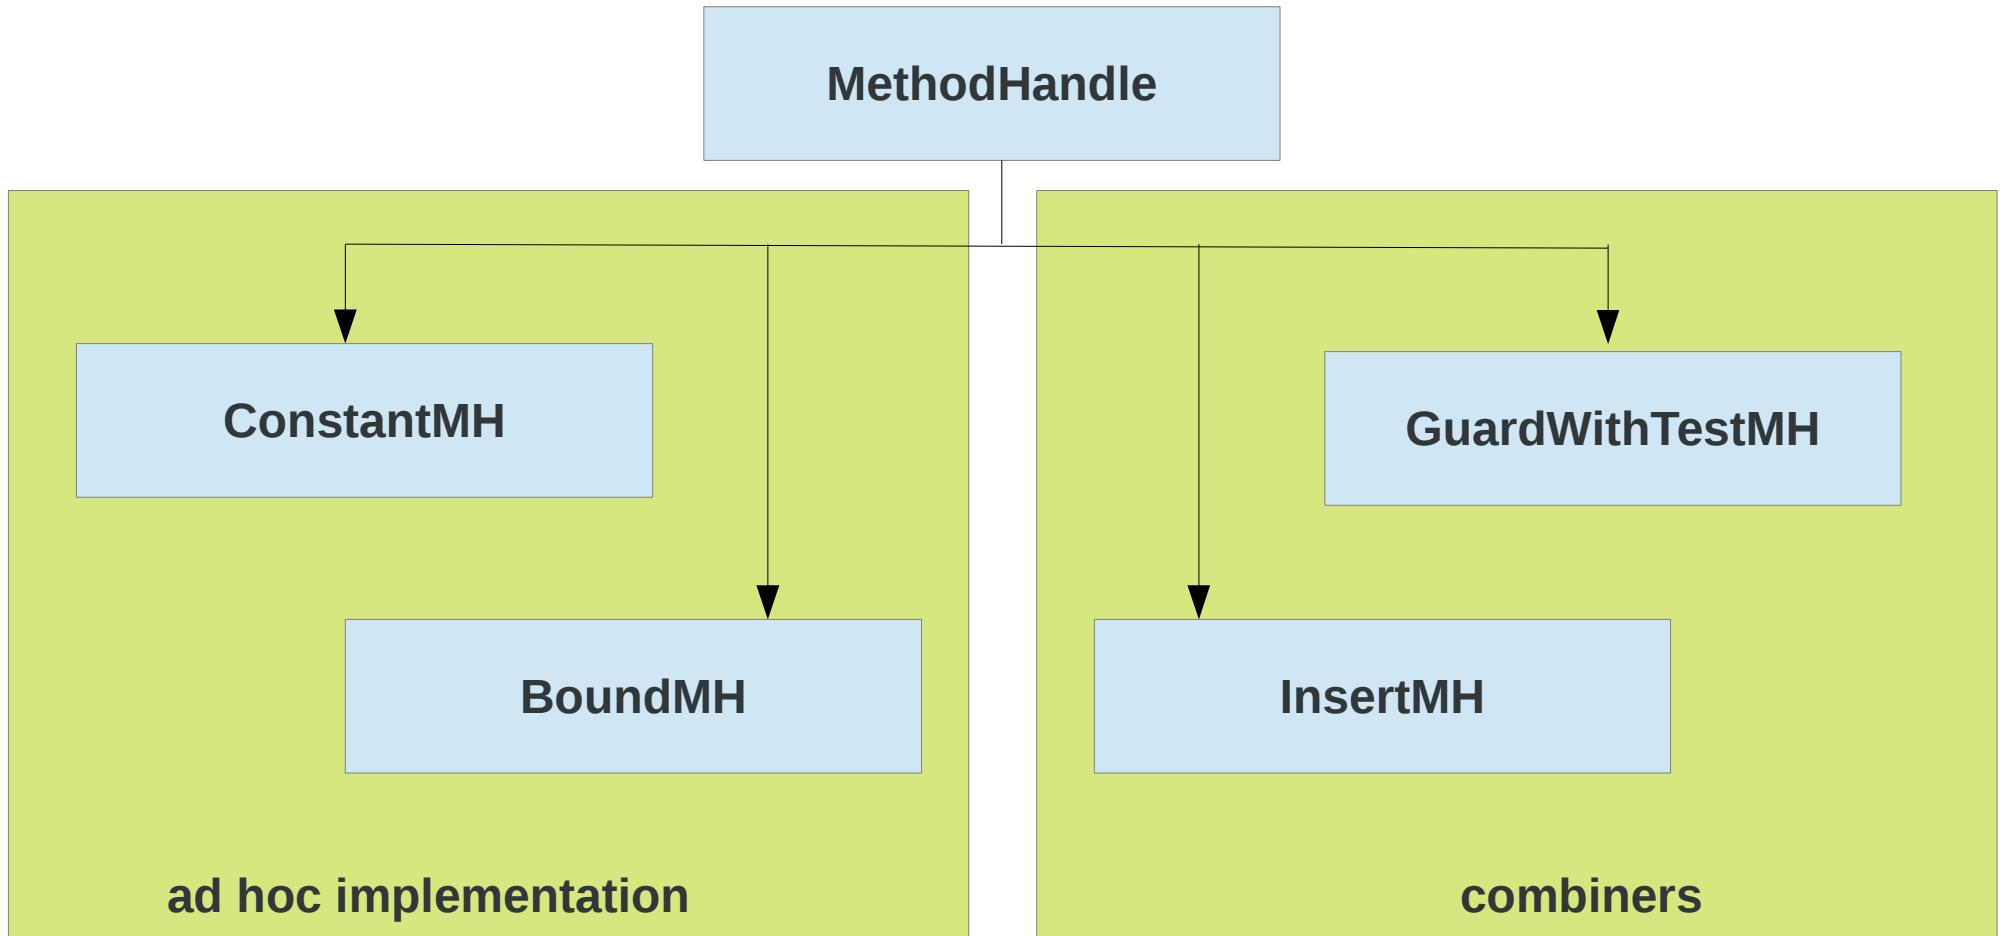 MethodHandle
ConstantMH
GuardWithTestMH
BoundMH
InsertMH
ad hoc implementation
combiners